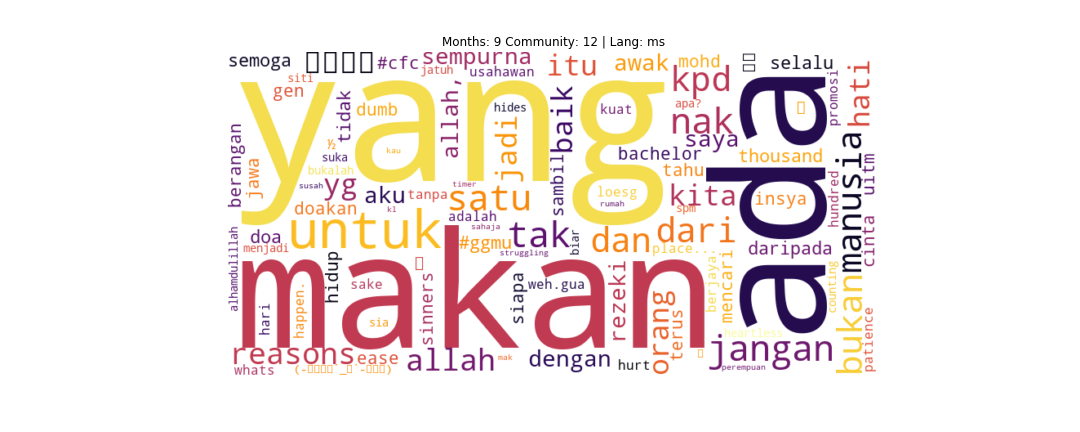 Months: 9 Community: 12 | Lang: ms
semoga
#cfc
sempurna
itu
awak
mohd
selalu
siti
gen
jatuh
usahawan
kpd
hati
promosi
yang
ada
tidak
dumb
allah,
hides
baik
kuat
apa?
nak
saya
berangan
jawa
½
suka
kau
jadi
bachelor
thousand
manusia
uitm
bukalah
susah
yg
aku
tanpa
timer
satu
sambil
loesg
rumah
tahu
kita
spm
insya
hundred
cinta
doakan
kl
adalah
sahaja
doa
menjadi
untuk
#ggmu
tak
struggling
biar
dan
dari
place...
daripada
alhamdulillah
makan
hidup
sake
sinners
siapa
weh.gua
rezeki
orang
terus
mencari
berjaya.
counting
bukan
patience
hari
happen.
sia
heartless
reasons
ease
allah
mak
dengan
hurt
jangan
perempuan
whats